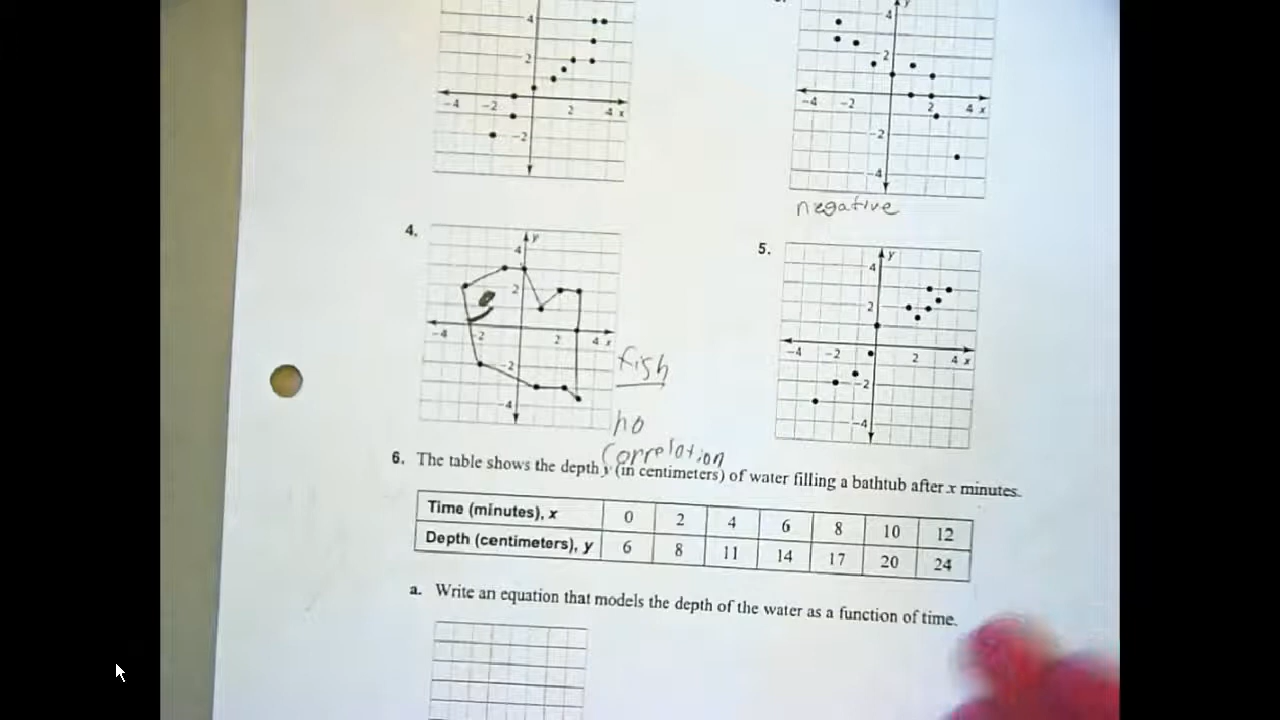 4
2
-4 -2 2 4 x
-2
y
4
2
-4 -2 2 4 x
-2
-4
negative
4.
y
4
2
-4 -2 2 4 x
-2
-4
fish
no
correlation
5.
y
4
2
-4 -2 2 4 x
-2
-4
6. The table shows the depth y (in centimeters) of water filling a bathtub after x minutes.
Time (minutes), x 0 2 4 6 8 10 12
Depth (centimeters), y 6 8 11 14 17 20 24
a. Write an equation that models the depth of the water as a function of time.